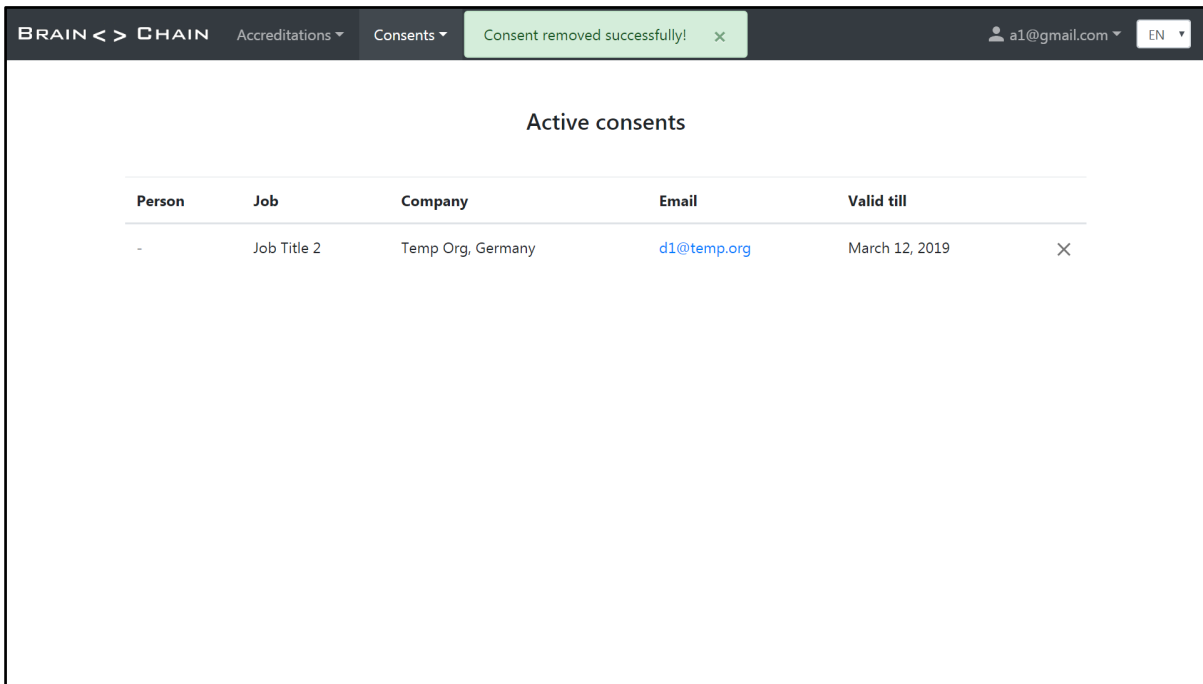 BRAIN < > CHAIN Accreditations Consents Consent removed successfully! × a1@gmail.com EN
Active consents
Person Job Company Email Valid till
- Job Title 2 Temp Org, Germany d1@temp.org March 12, 2019 ×